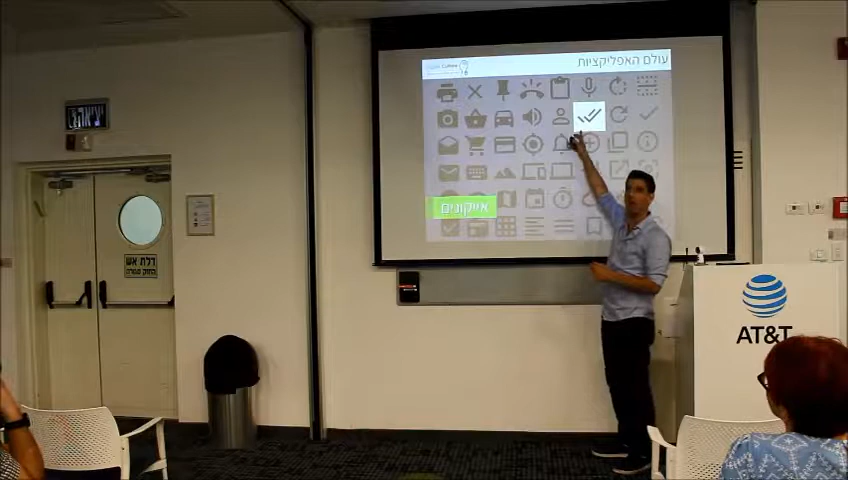 עולם האפליקציות
יציאה
אייקונים
דלת אש
AT&T